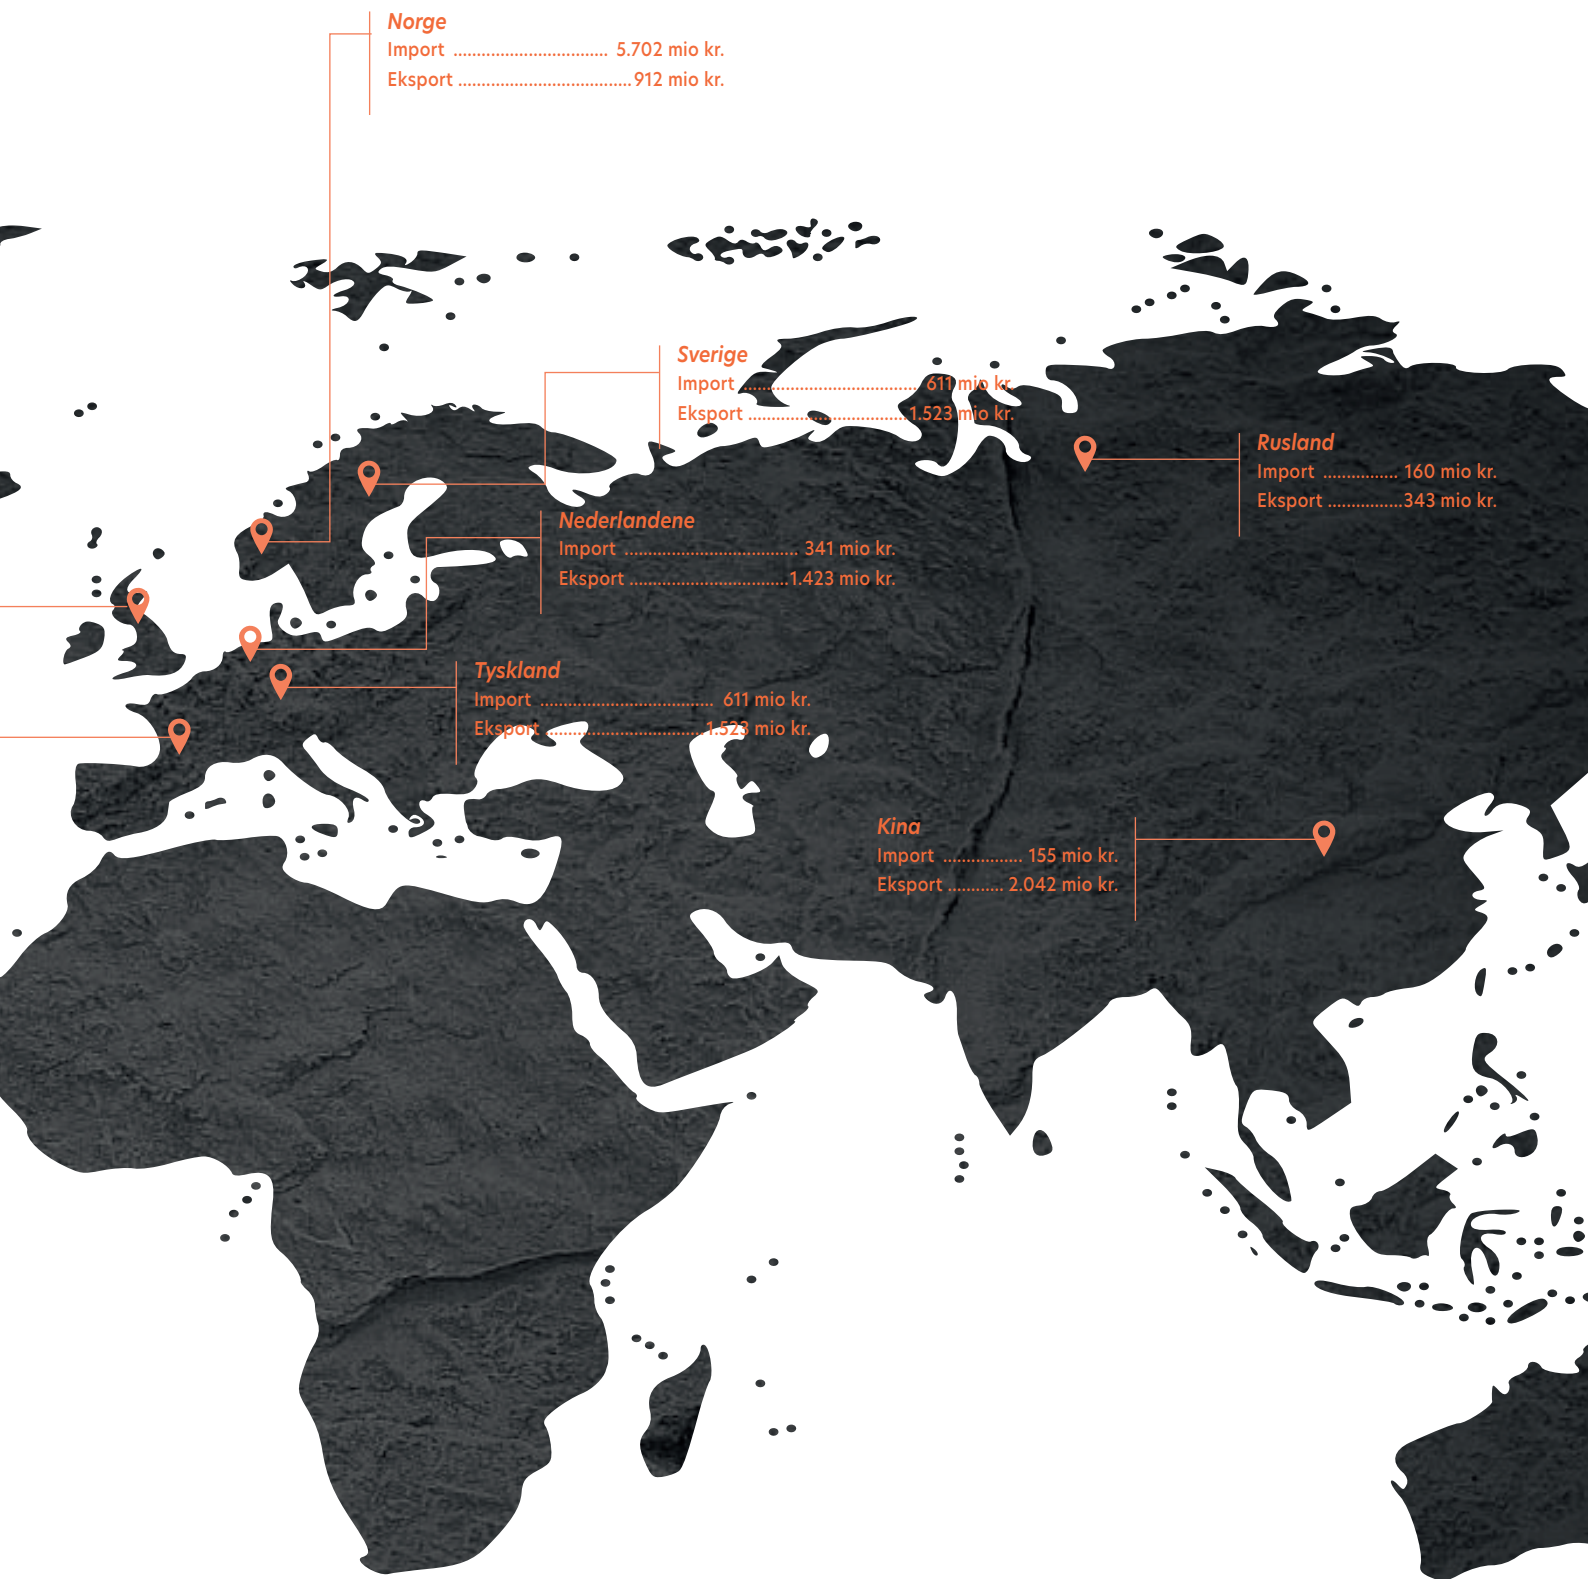 Norge
Import ................................. 5.702 mio kr.
Eksport .....................................912 mio kr.
Sverige
Import ...................................... 611 mio kr.
Eksport ..................................1.523 mio kr.
Rusland
Import ................ 160 mio kr.
Eksport ................343 mio kr.
Nederlandene
Import ..................................... 341 mio kr.
Eksport ..................................1.423 mio kr.
Tyskland
Import ..................................... 611 mio kr.
Eksport ..................................1.523 mio kr.
Kina
Import ................. 155 mio kr.
Eksport ............ 2.042 mio kr.